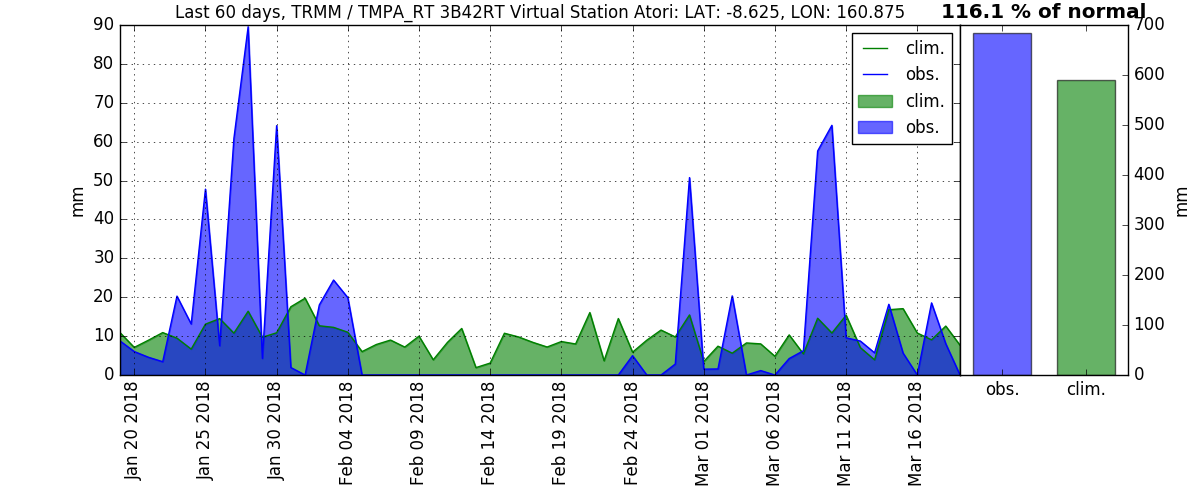 Last 60 days, TRMM / TMPA_RT 3B42RT Virtual Station Atori: LAT: -8.625, LON: 160.875
116.1 % of normal
90
80
70
60
50
40
30
20
10
0
mm
clim.
obs.
clim.
obs.
Jan 20 2018
Jan 25 2018
Jan 30 2018
Feb 04 2018
Feb 09 2018
Feb 14 2018
Feb 19 2018
Feb 24 2018
Mar 01 2018
Mar 06 2018
Mar 11 2018
Mar 16 2018
700
600
500
400
300
200
100
0
mm
obs.
clim.